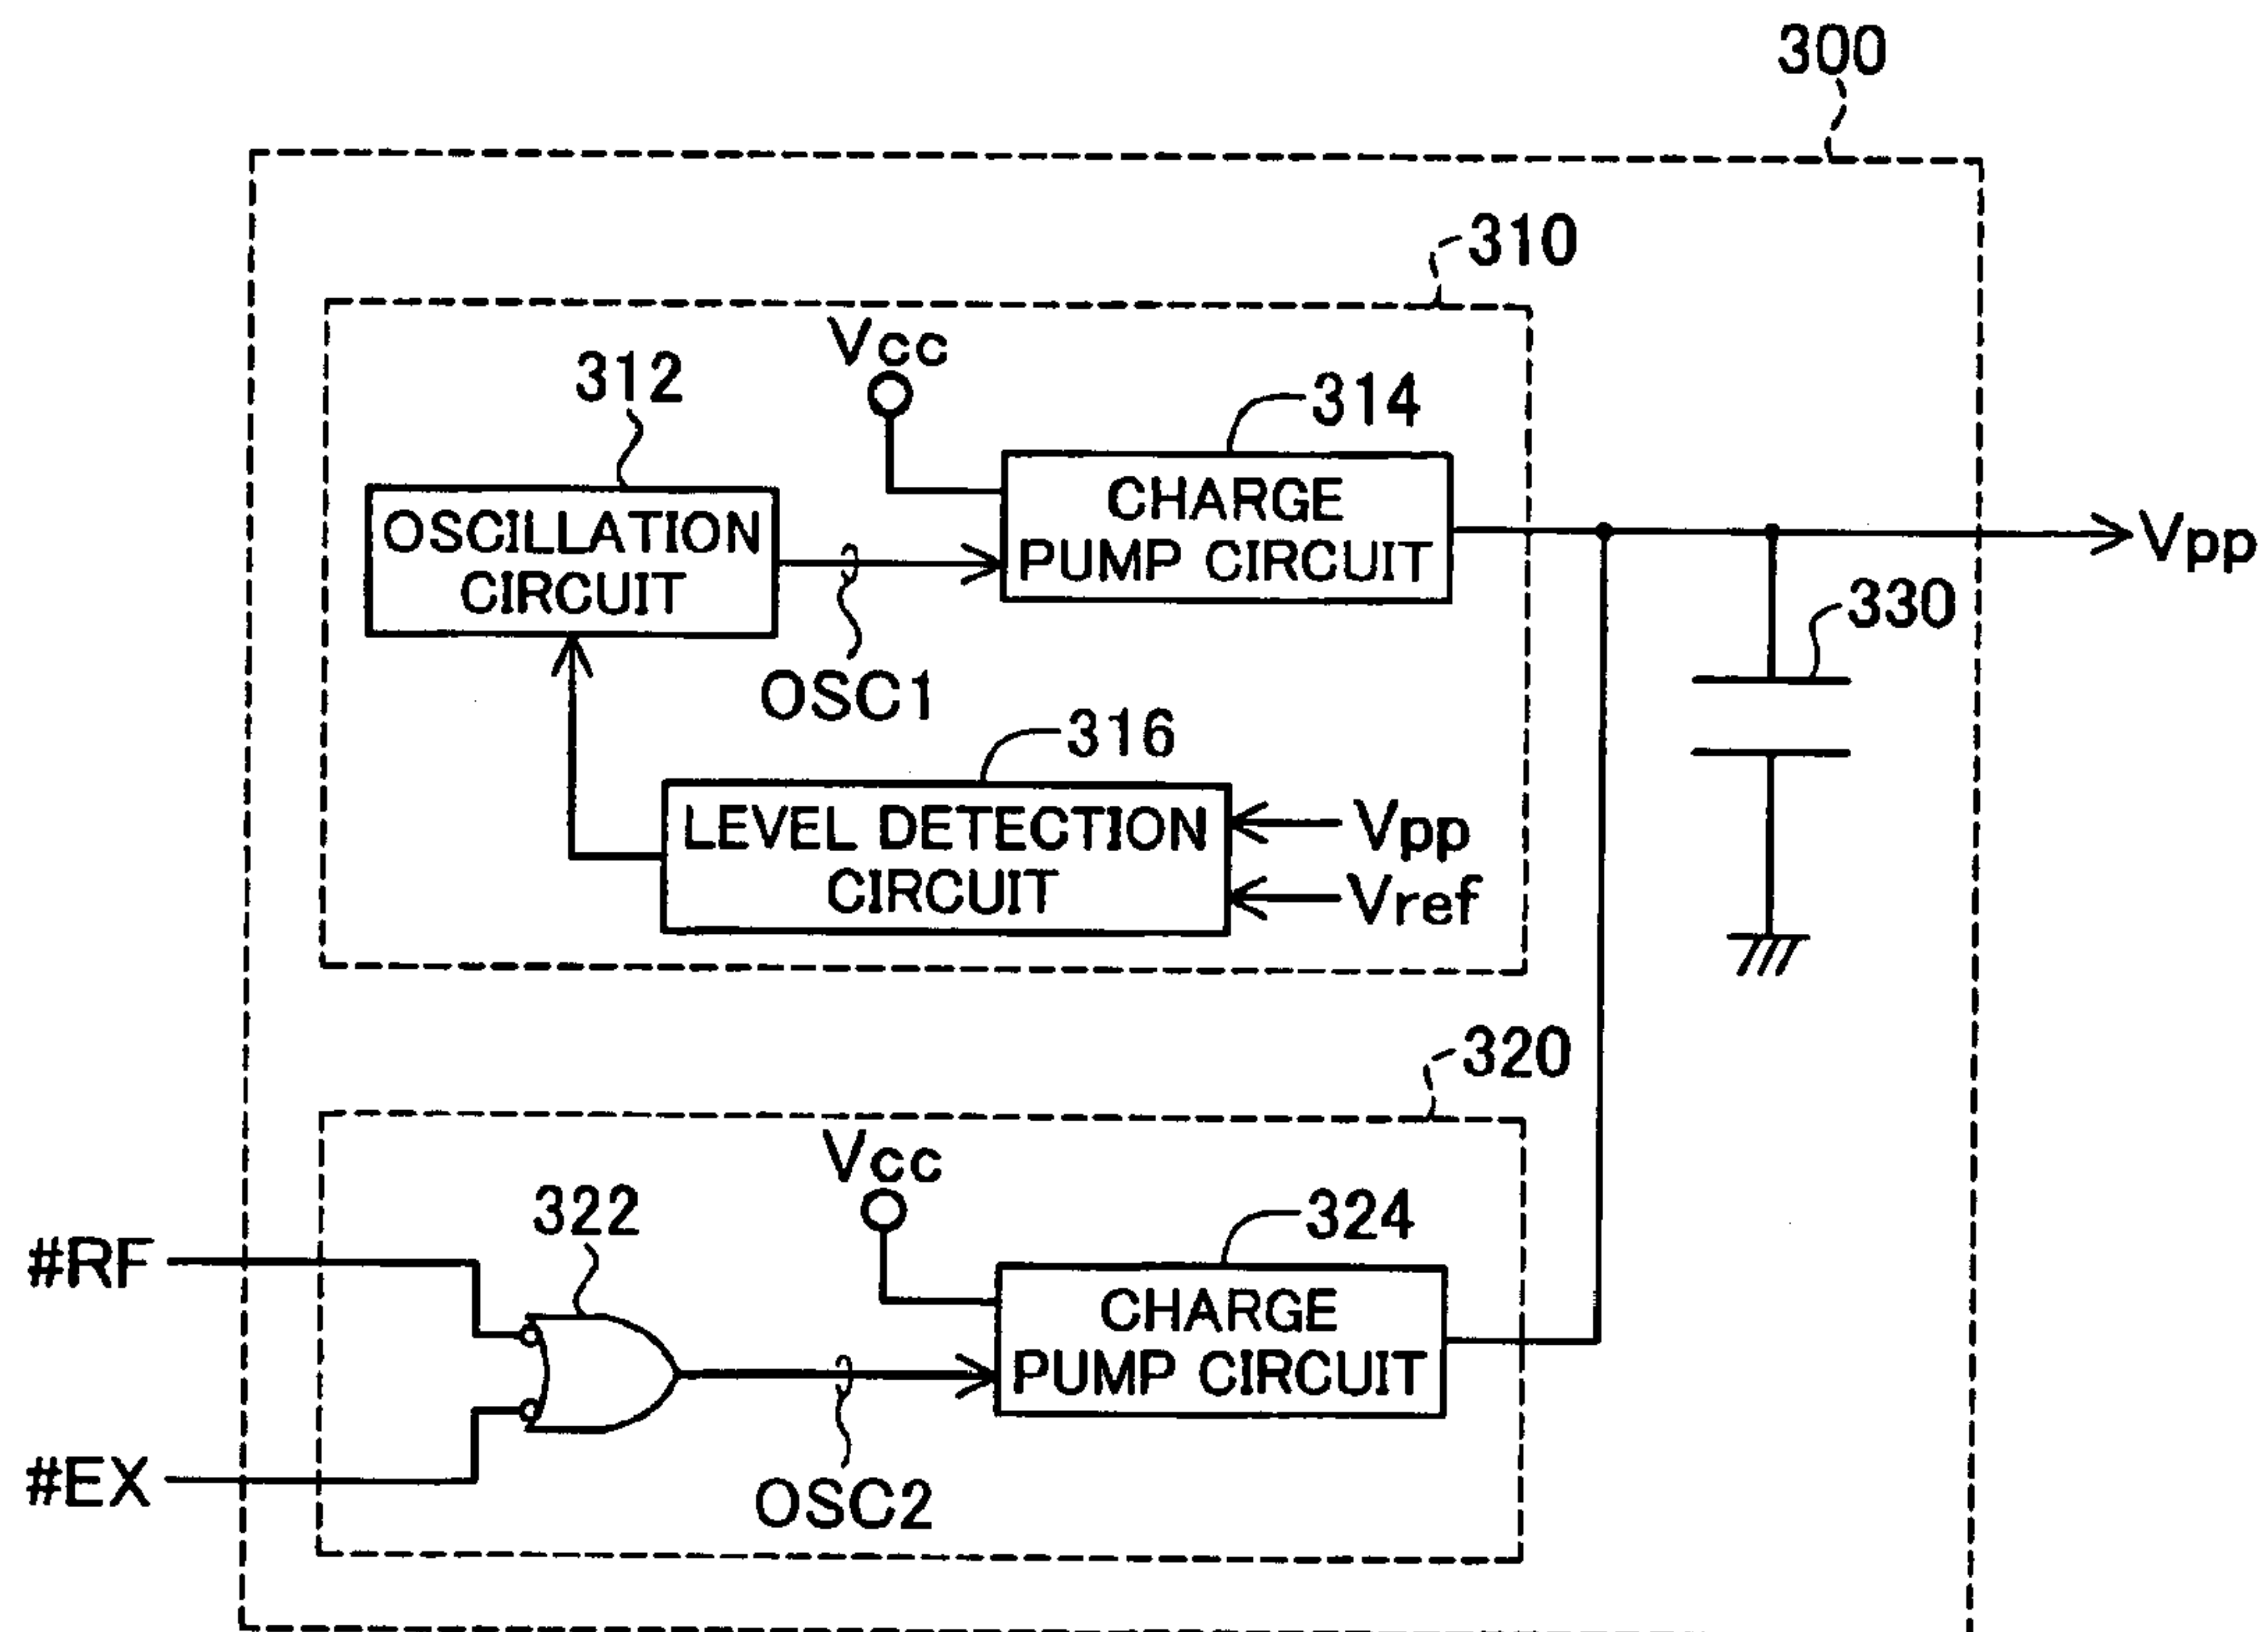 300
310
Vcc
312
314
OSCILLATION
CIRCUIT
CHARGE
PUMP CIRCUIT
Vpp
330
OSC1
316
LEVEL DETECTION
CIRCUIT
Vpp
Vref
320
Vcc
322
324
#RF
CHARGE
PUMP CIRCUIT
#EX
OSC2